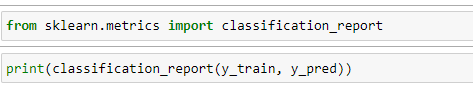 from sklearn.metrics import classification_report
print(classification_report(y_train, y_pred))